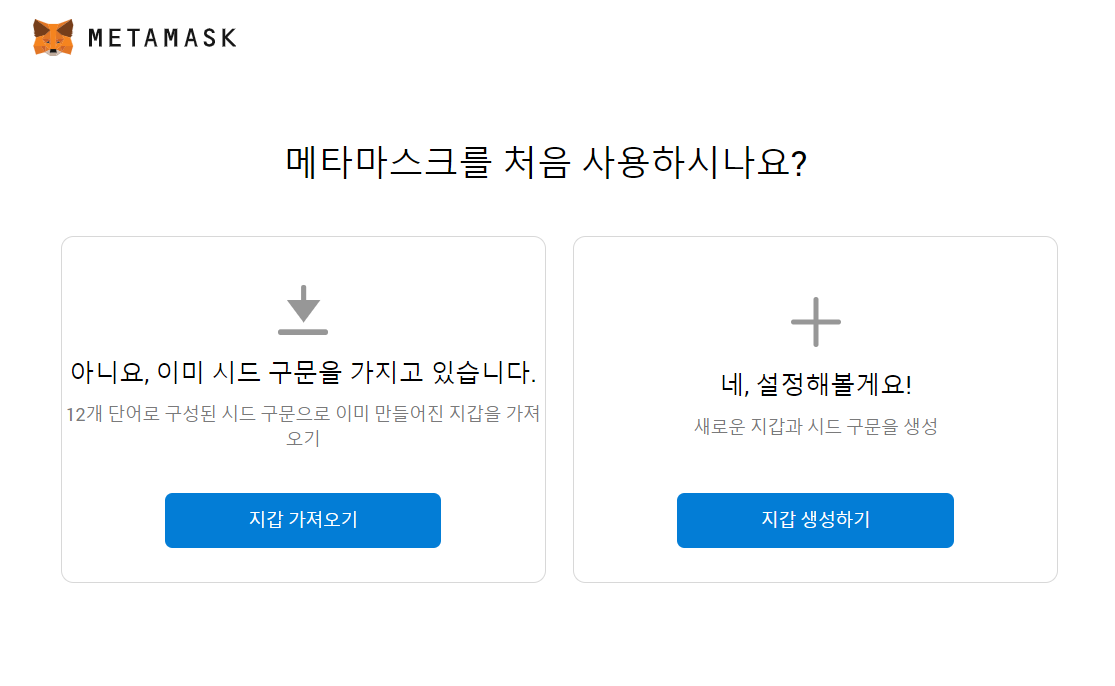 METAMASK
메타마스크를 처음 사용하시나요?
아니요, 이미 시드 구문을 가지고 있습니다.
12개 단어로 구성된 시드 구문으로 이미 만들어진 지갑을 가져
오기
지갑 가져오기
네, 설정해볼게요!
새로운 지갑과 시드 구문을 생성
지갑 생성하기